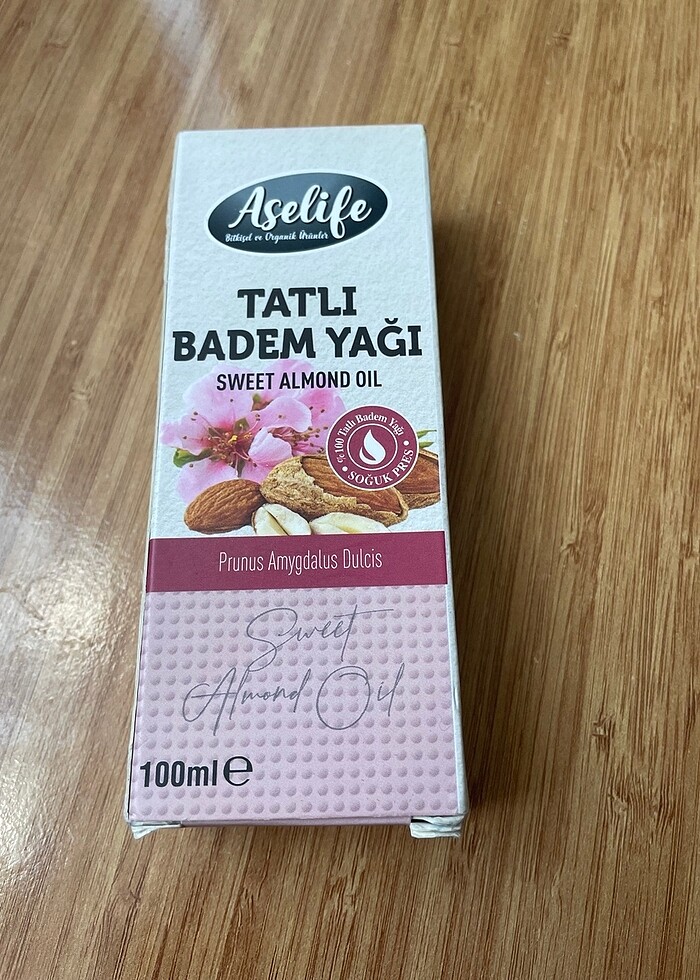 Aselife
Bitkisel ve Organik Ürünler
TATLI
BADEM YAĞI
SWEET ALMOND OIL
%100 Tatlı Badem Yağı
• SOĞUK PRES •
Prunus Amygdalus Dulcis
Sweet
Almond Oil
100ml℮